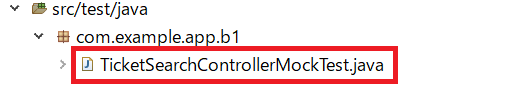 src/test/java
com.example.app.b1
TicketSearchControllerMockTest.java